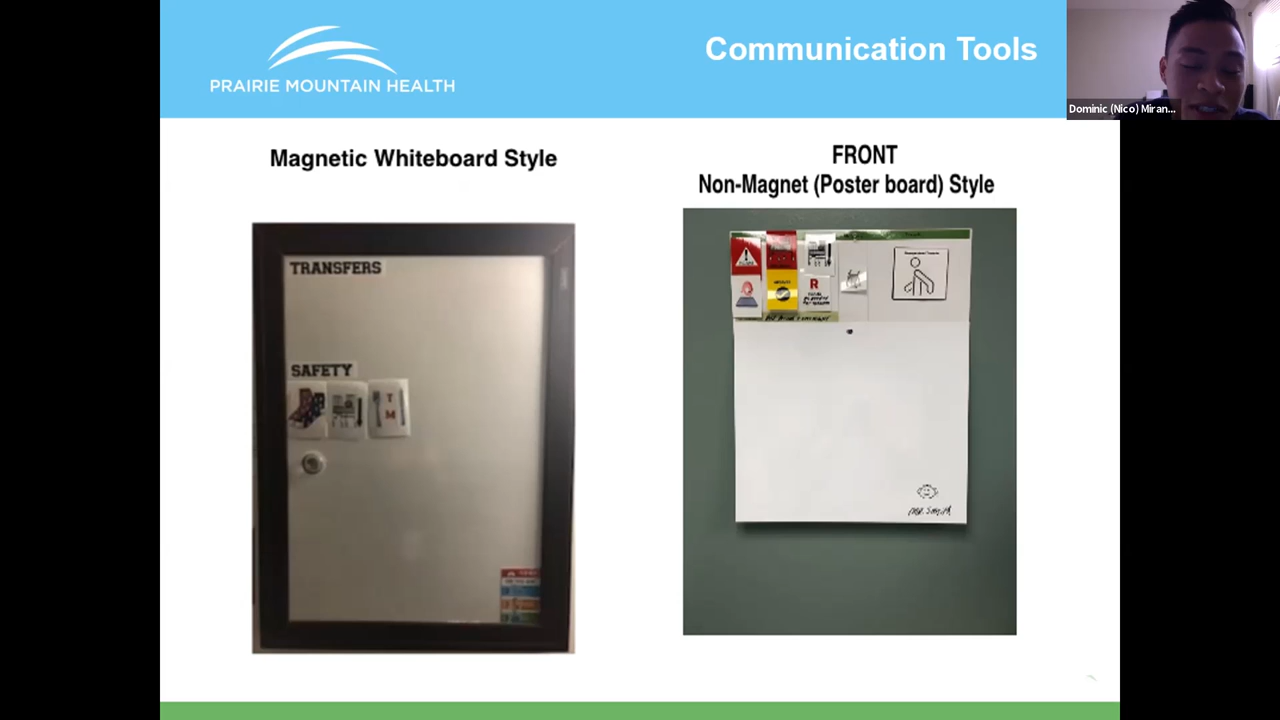 PRAIRIE MOUNTAIN HEALTH
Communication Tools
Dominic (Nico) Miran...
Magnetic Whiteboard Style
FRONT
Non-Magnet (Poster board) Style
TRANSFERS
SAFETY
T
M
R